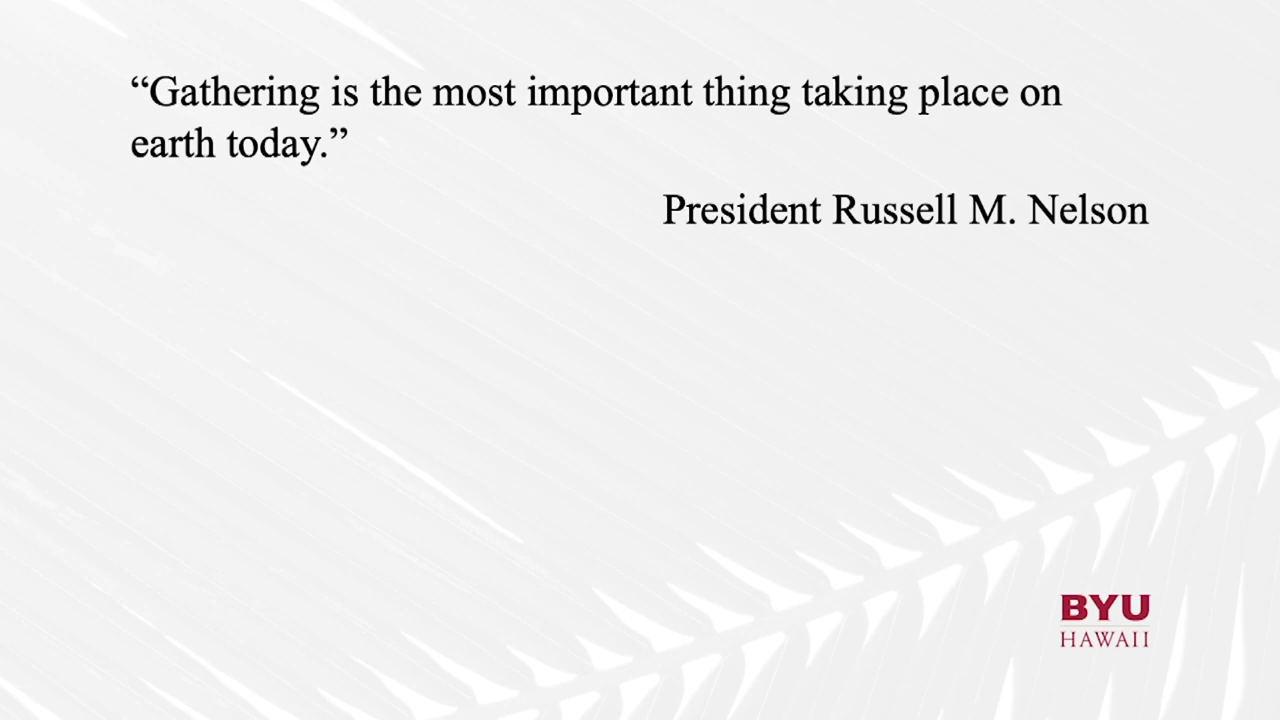 “Gathering is the most important thing taking place on
earth today.”
President Russell M. Nelson
BYU
HAWAII